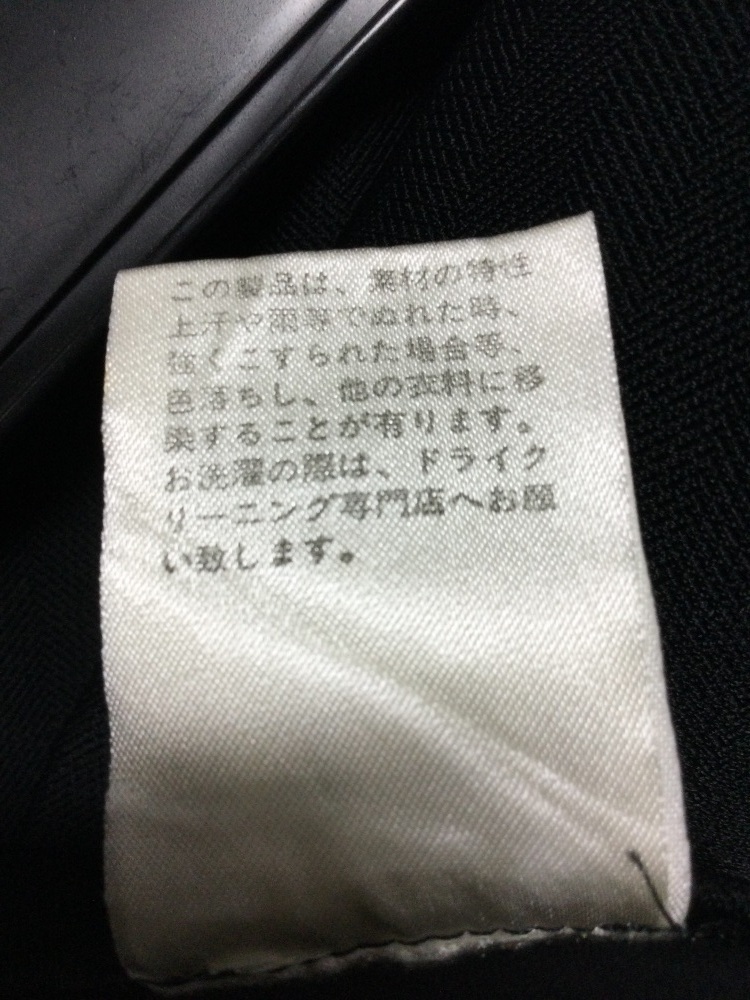 この製品は、素材の特性
上汗や雨等でぬれた時、
強くこすられた場合等、
色落ちし、他の衣料に移
染することが有ります。
お洗濯の際は、ドライク
リーニング専門店へお願
い致します。